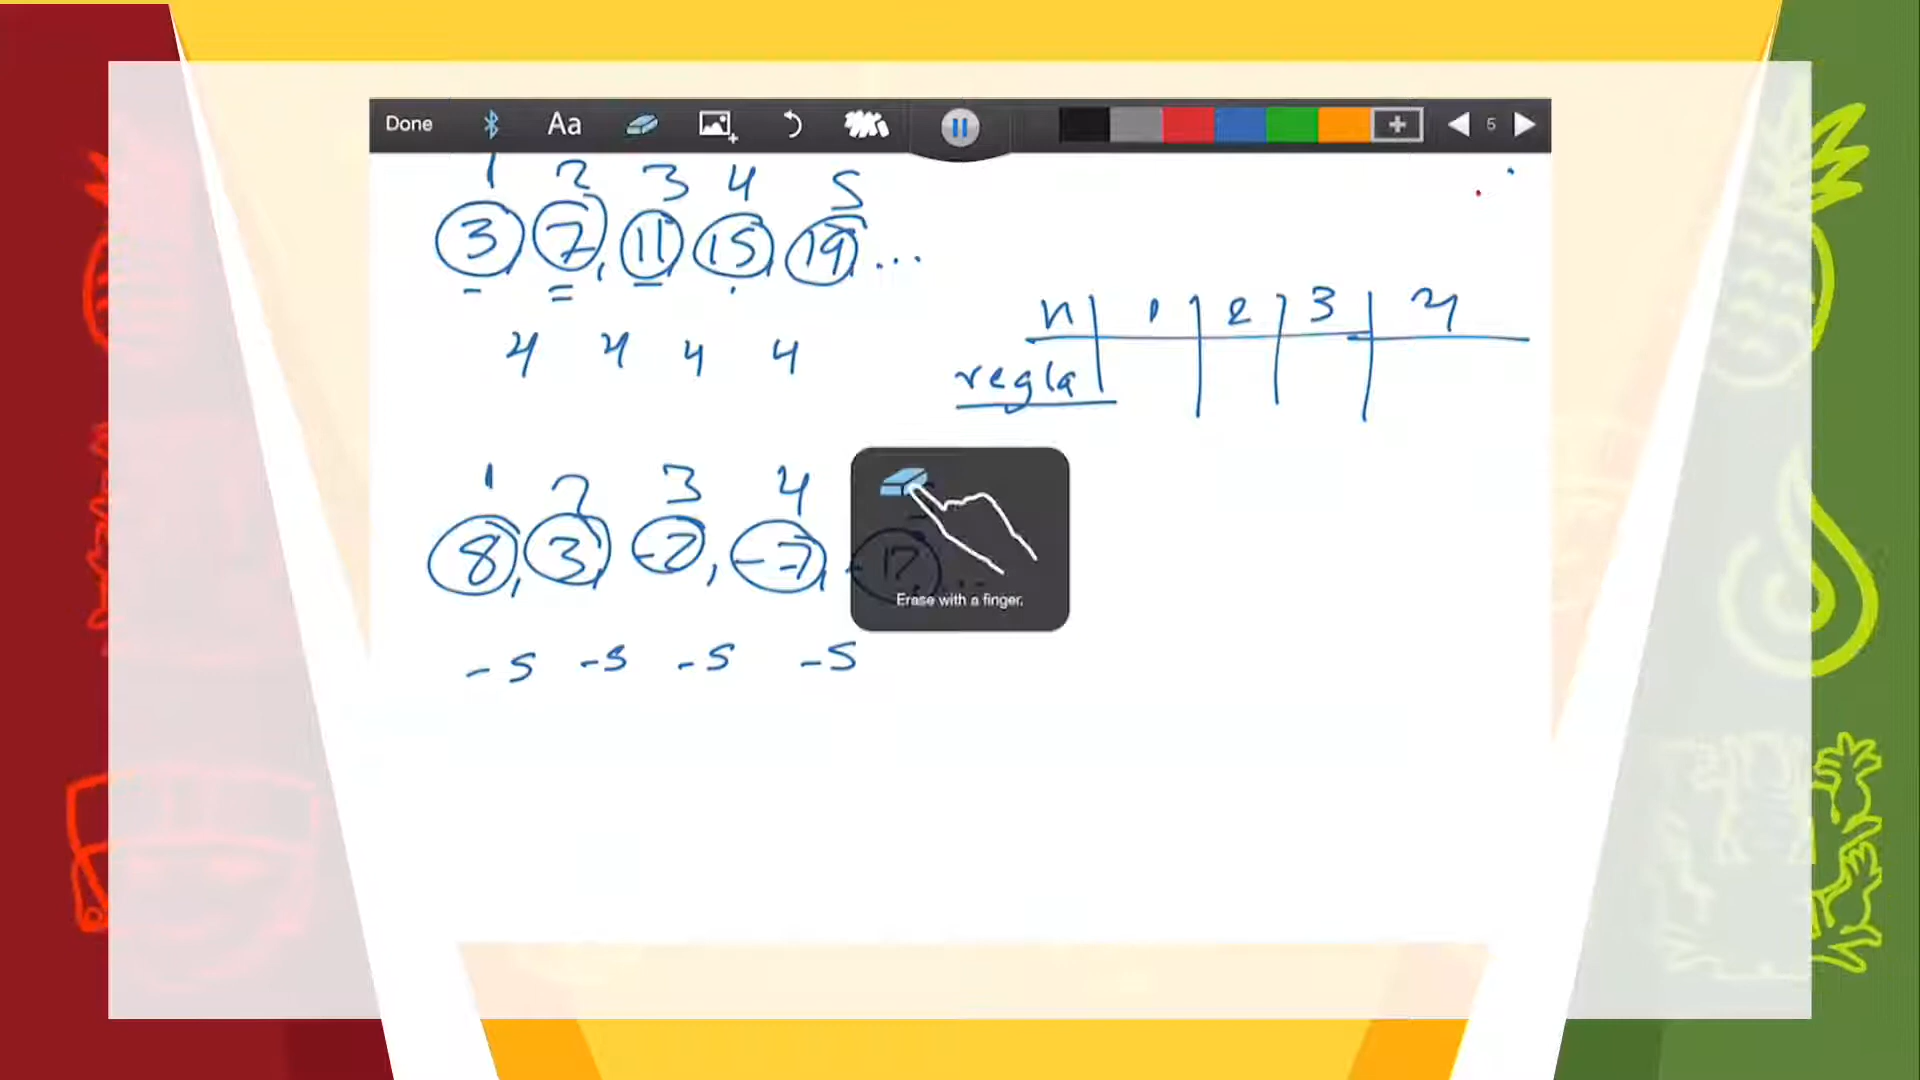 Done Aa 5
1 2 3 4 5
3, 7, 11, 15, 19, ...
4 4 4 4
n 1 2 3 4
regla
1 2 3 4
8, 3, -2, -7, -17, ...
Erase with a finger.
-5 -5 -5 -5